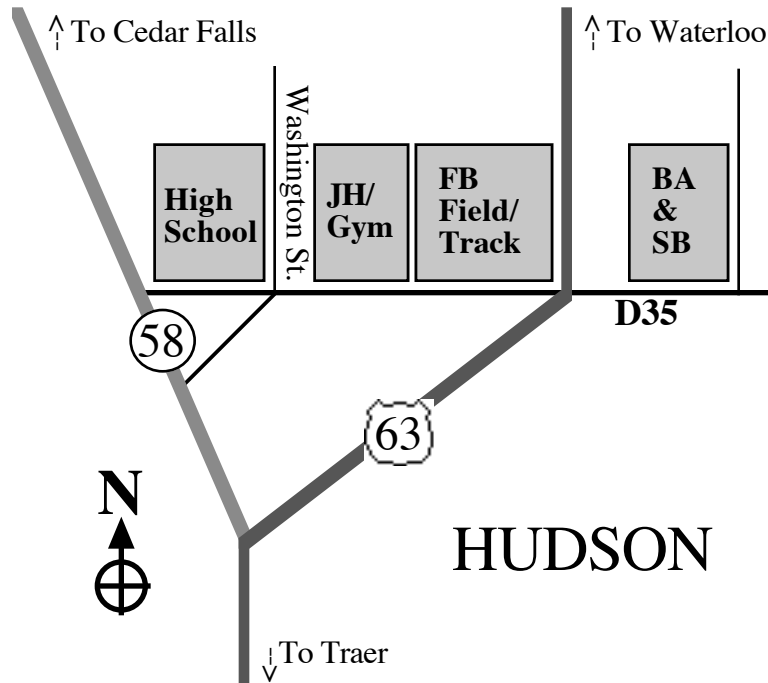 To Cedar Falls
To Waterloo
Washington St.
High
School
JH/
Gym
FB
Field/
Track
BA
&
SB
D35
58
63
N
HUDSON
To Traer